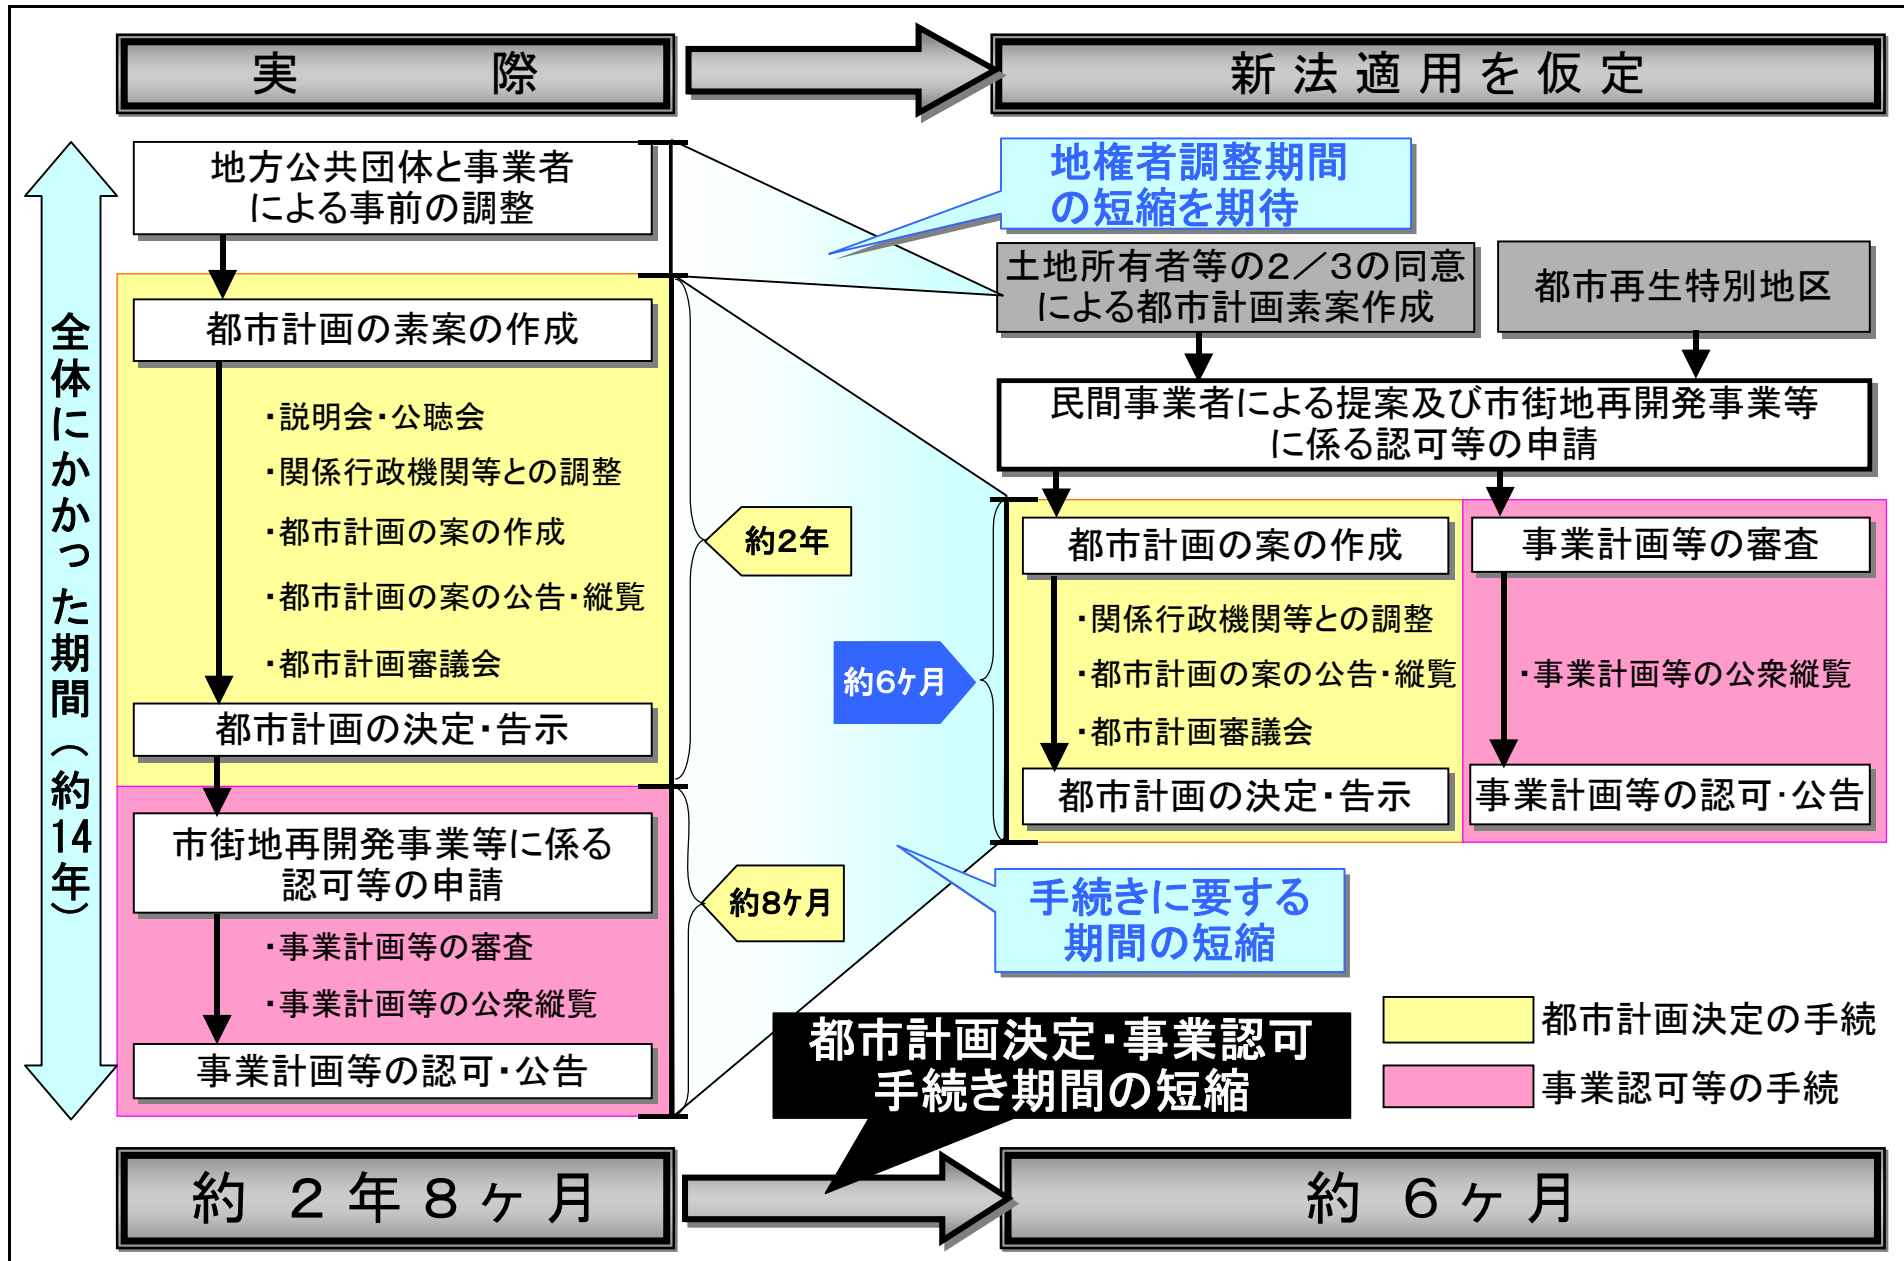 実際
新法適用を仮定
全体にかかった期間（約14年）
地方公共団体と事業者
による事前の調整
都市計画の素案の作成
・説明会・公聴会
・関係行政機関等との調整
・都市計画の案の作成
・都市計画の案の公告・縦覧
・都市計画審議会
都市計画の決定・告示
市街地再開発事業等に係る
認可等の申請
・事業計画等の審査
・事業計画等の公衆縦覧
事業計画等の認可・公告
約2年
約8ヶ月
地権者調整期間
の短縮を期待
土地所有者等の２／３の同意
による都市計画素案作成
都市再生特別地区
民間事業者による提案及び市街地再開発事業等
に係る認可等の申請
約6ヶ月
都市計画の案の作成
・関係行政機関等との調整
・都市計画の案の公告・縦覧
・都市計画審議会
都市計画の決定・告示
事業計画等の審査
・事業計画等の公衆縦覧
事業計画等の認可・公告
手続きに要する
期間の短縮
都市計画決定・事業認可
手続き期間の短縮
都市計画決定の手続
事業認可等の手続
約２年８ヶ月
約６ヶ月